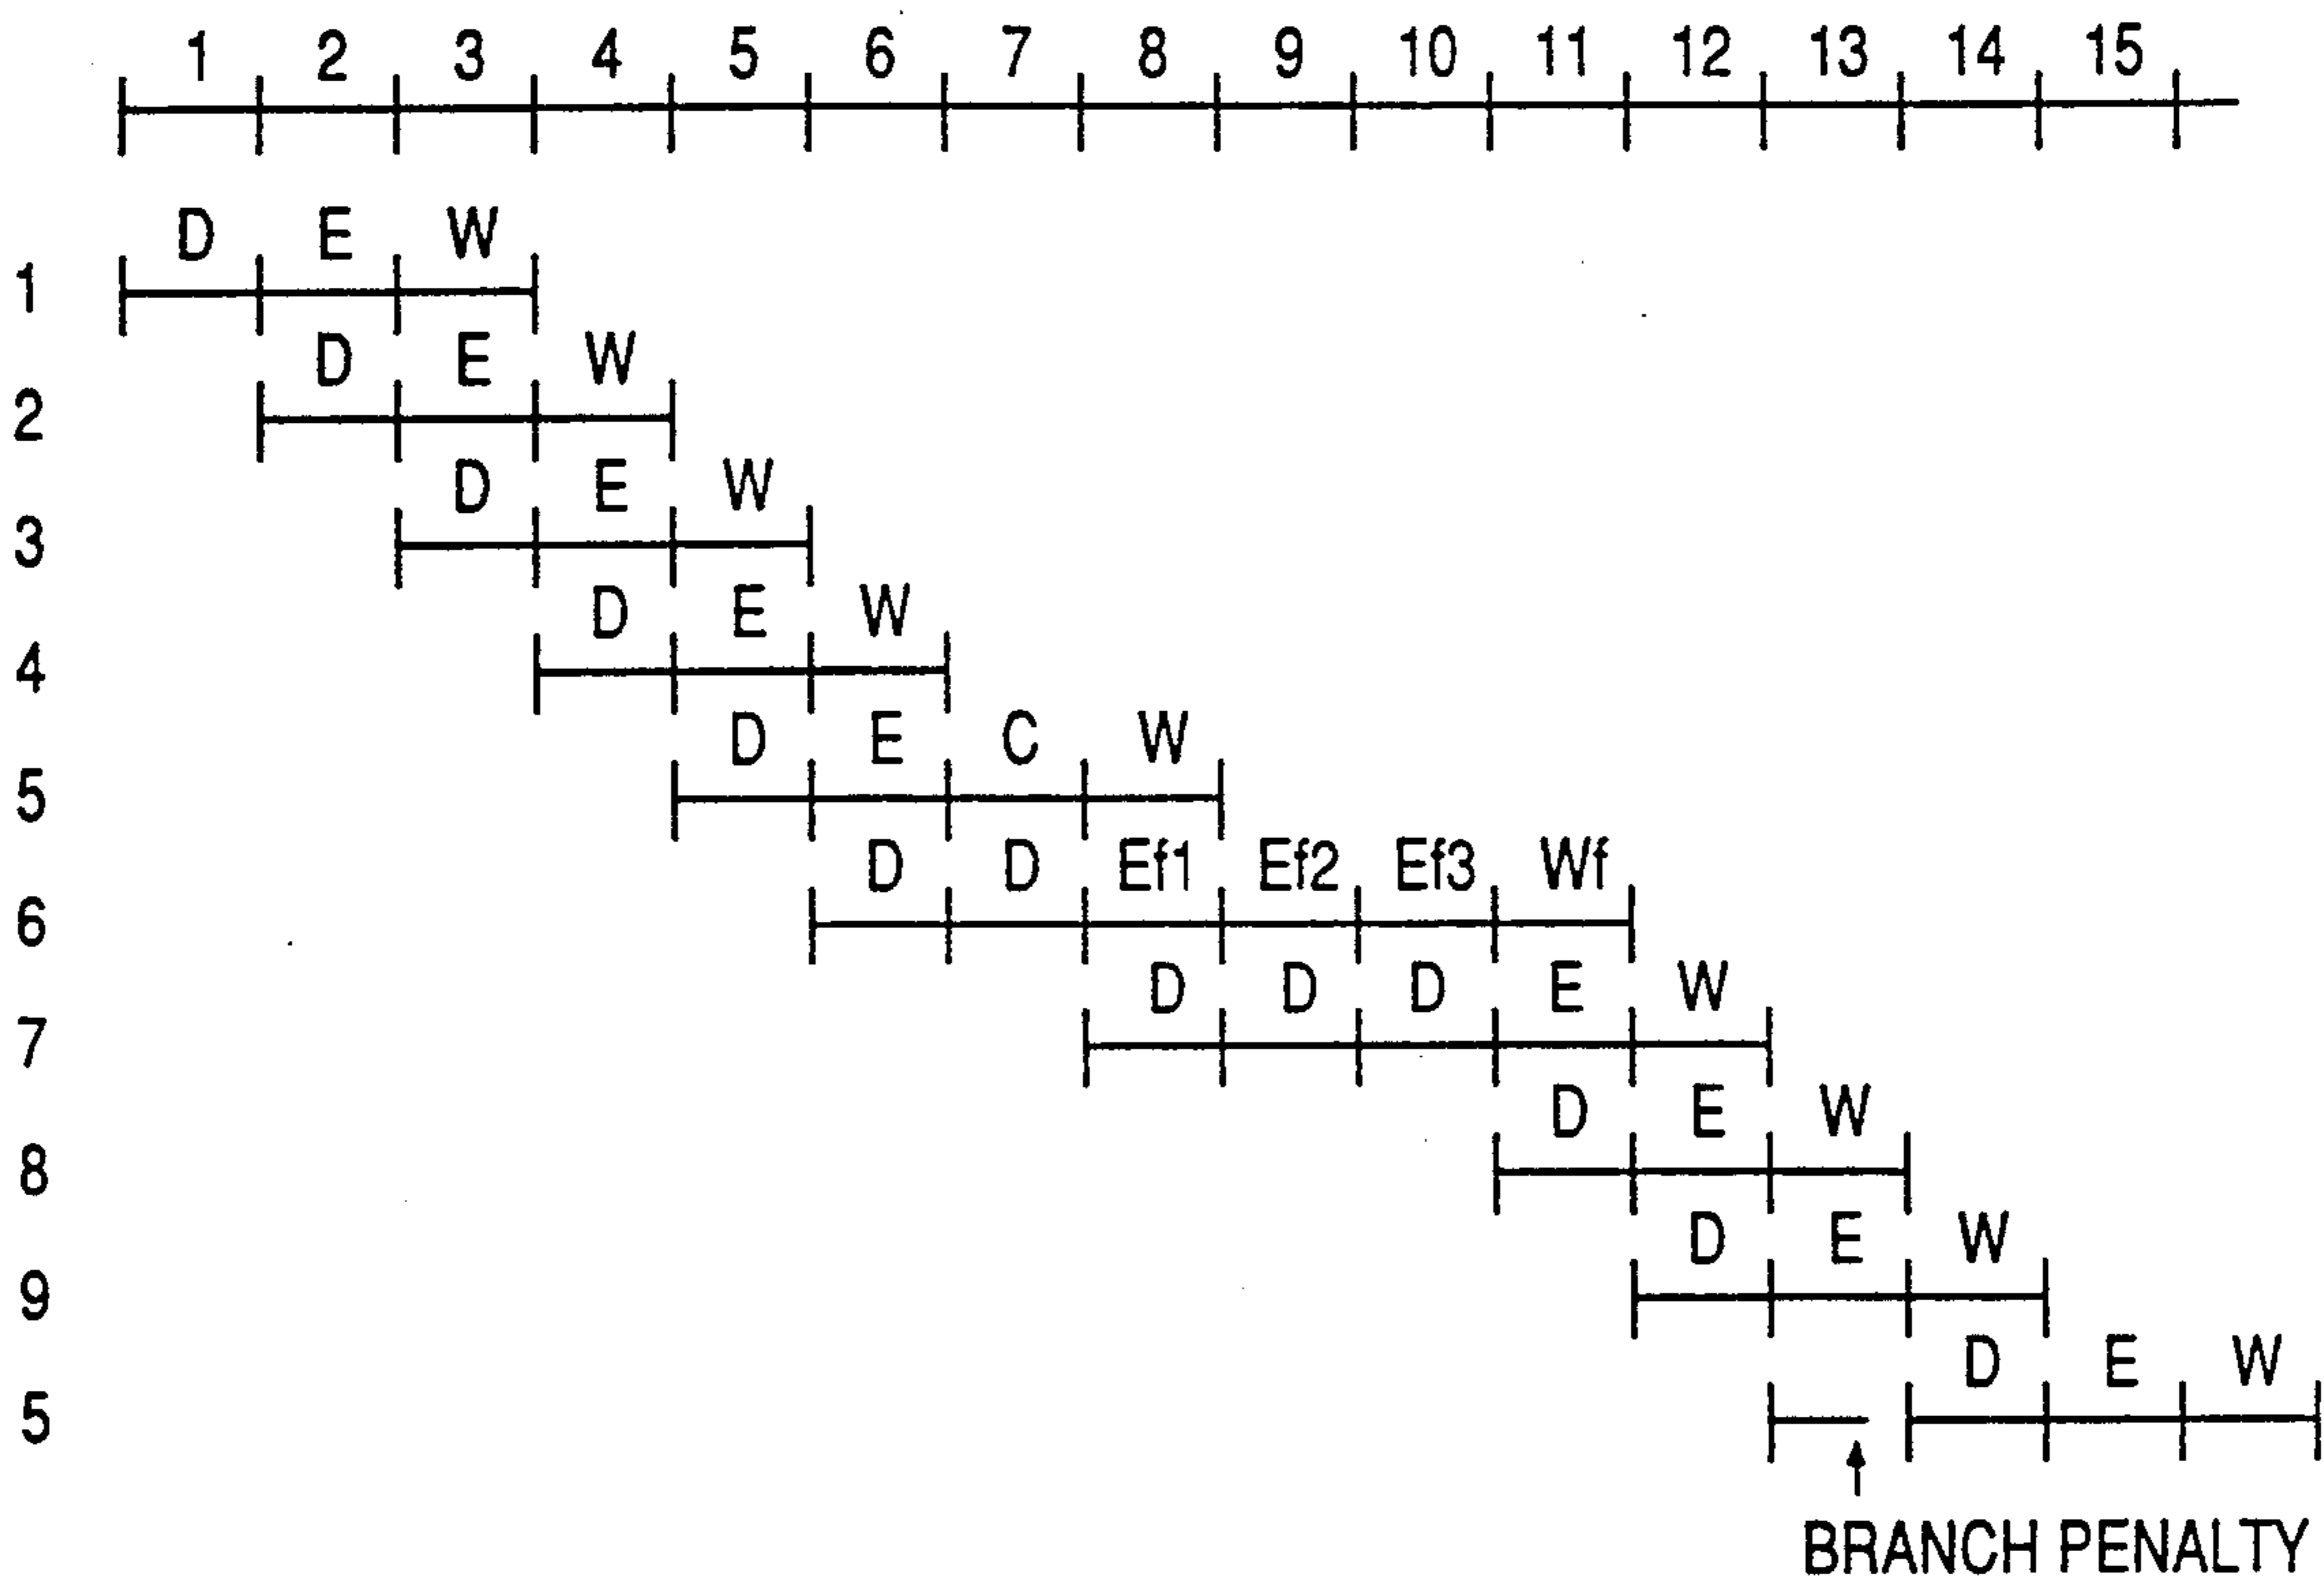 1 2 3 4 5 6 7 8 9 10 11 12 13 14 15
D E W
1
D E W
2
D E W
3
D E W
4
D E C W
5
D D Ef1 Ef2 Ef3 Wf
6
D D D E W
7
D E W
8
D E W
9
D E W
5
BRANCH PENALTY